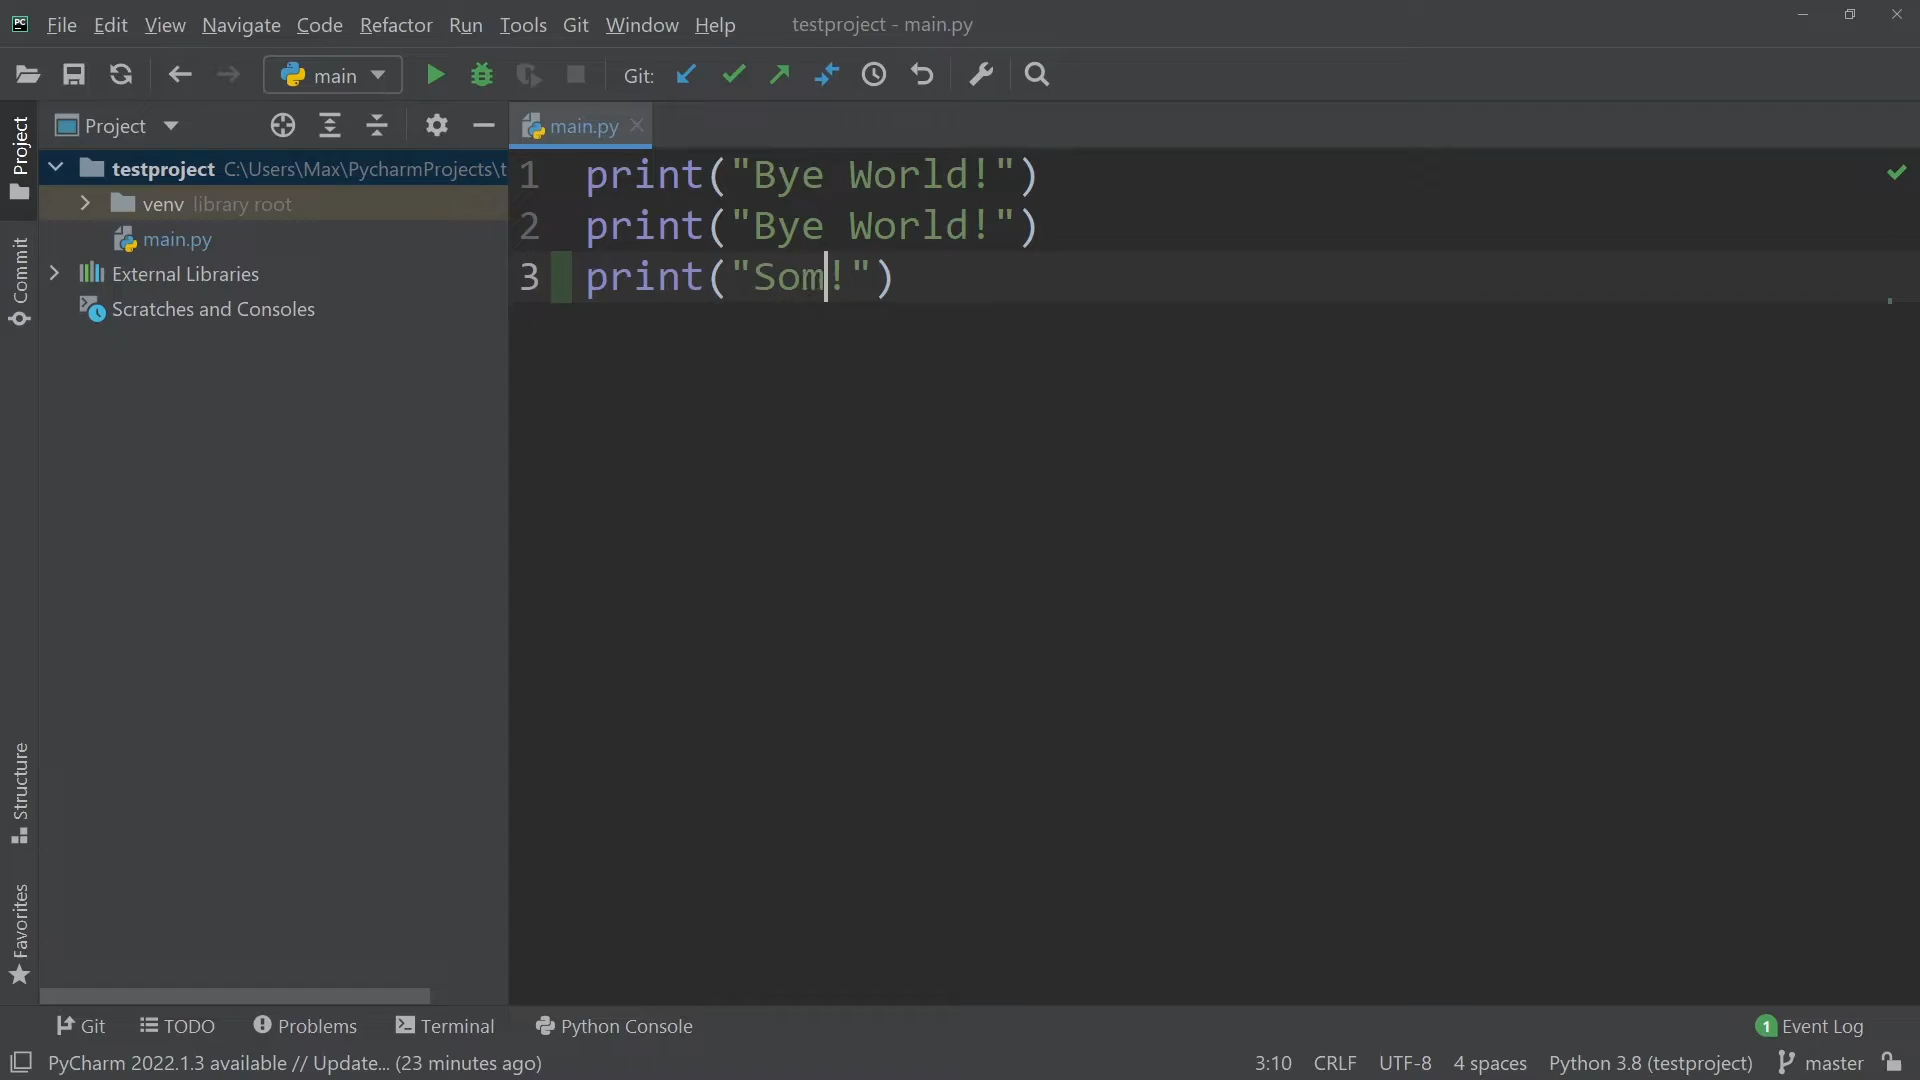 PC File Edit View Navigate Code Refactor Run Tools Git Window Help testproject - main.py
main Git:
Project main.py
testproject C:\Users\Max\PycharmProjects\t
venv library root
main.py
External Libraries
Scratches and Consoles
Project
Commit
Structure
Favorites
1 print("Bye World!")
2 print("Bye World!")
3 print("Som!")
Git TODO Problems Terminal Python Console 1 Event Log
PyCharm 2022.1.3 available // Update... (23 minutes ago) 3:10 CRLF UTF-8 4 spaces Python 3.8 (testproject) master